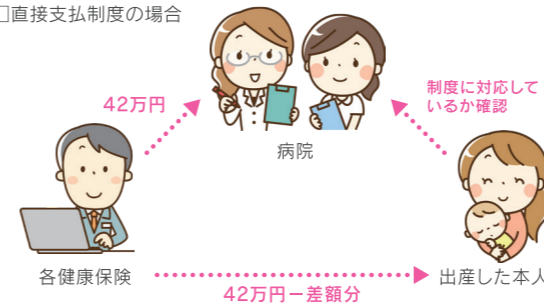 □直接支払制度の場合
42万円
制度に対応して
いるか確認
病院
各健康保険
出産した本人
42万円ー差額分